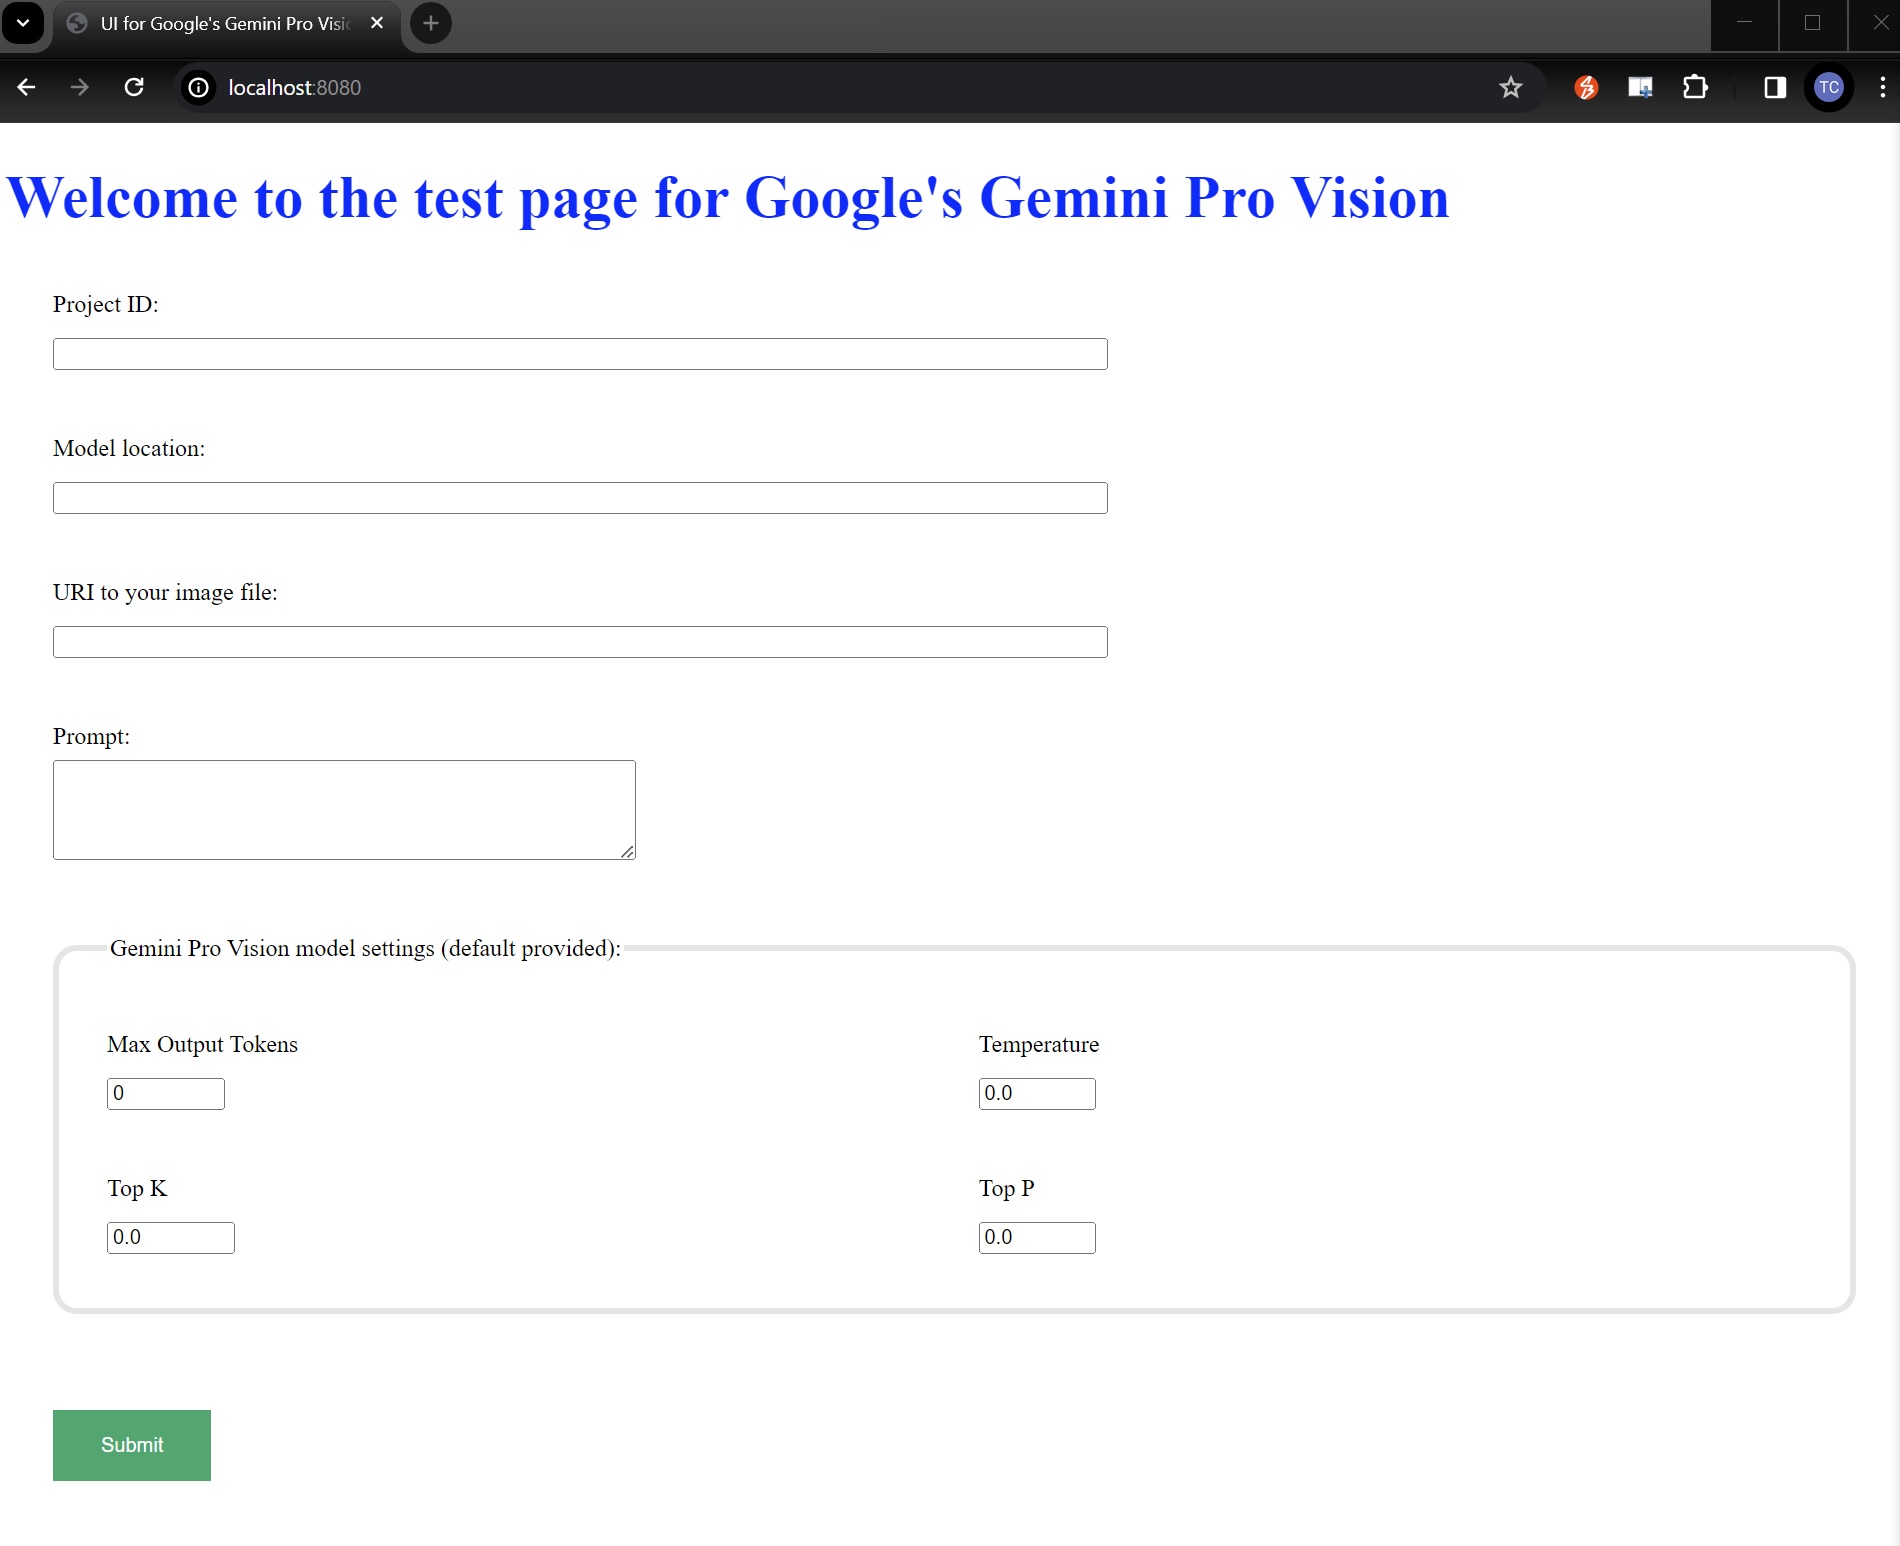 UI for Google's Gemini Pro Visic
localhost:8080
TC
Welcome to the test page for Google's Gemini Pro Vision
Project ID:
Model location:
URI to your image file:
Prompt:
Gemini Pro Vision model settings (default provided):
Max Output Tokens
Temperature
0
0.0
Top K
Top P
0.0
0.0
Submit